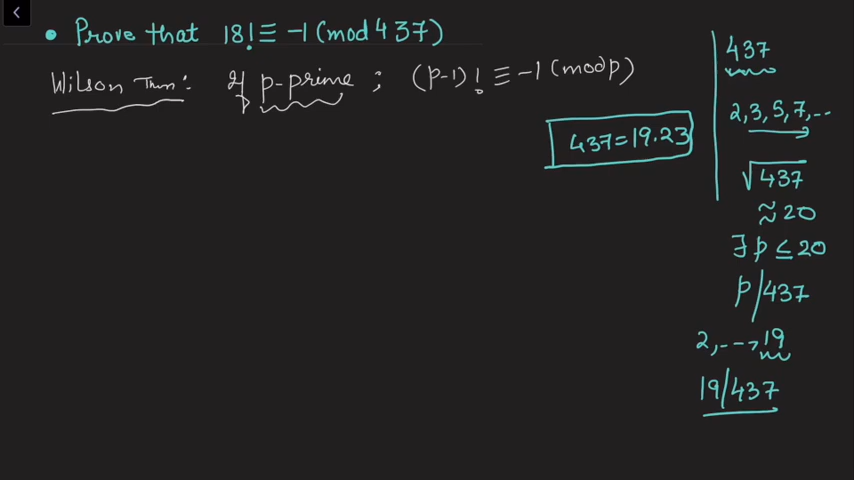 • Prove that 18! ≡ -1 (mod 437)
Wilson Thm: If p-prime ; (p-1)! ≡ -1 (mod p)
437 = 19.23
437
2, 3, 5, 7, ...
√437
≈ 20
∃ p ≤ 20
p/437
2, --→ 19
19/437